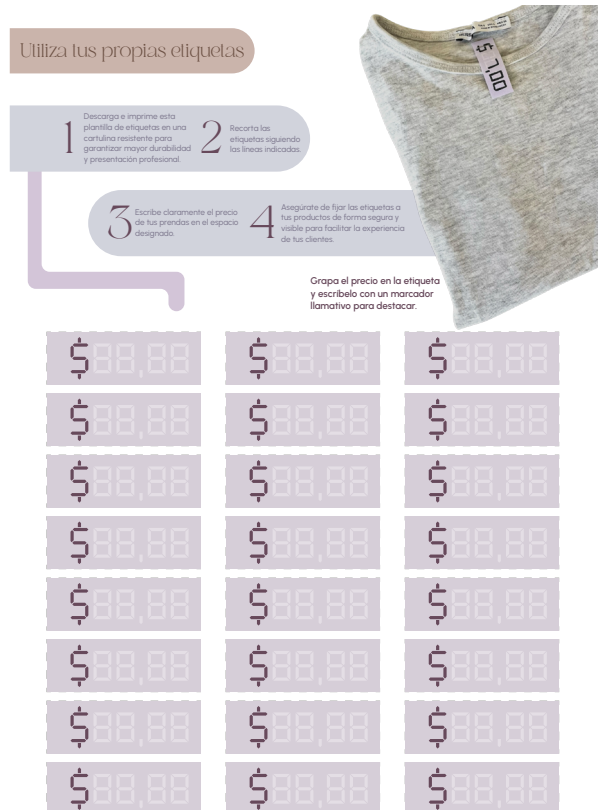 Utiliza tus propias etiquetas
$ 7,00
1
Descarga e imprime esta
plantilla de etiquetas en una
cartulina resistente para
garantizar mayor durabilidad
y presentación profesional.
2
Recorta las
etiquetas siguiendo
las líneas indicadas.
3
Escribe claramente el precio
de tus prendas en el espacio
designado.
4
Asegúrate de fijar las etiquetas a
tus productos de forma segura y
visible para facilitar la experiencia
de tus clientes.
Grapa el precio en la etiqueta
y escríbelo con un marcador
llamativo para destacar.
$88,88 $88,88 $88,88
$88,88 $88,88 $88,88
$88,88 $88,88 $88,88
$88,88 $88,88 $88,88
$88,88 $88,88 $88,88
$88,88 $88,88 $88,88
$88,88 $88,88 $88,88
$88,88 $88,88 $88,88